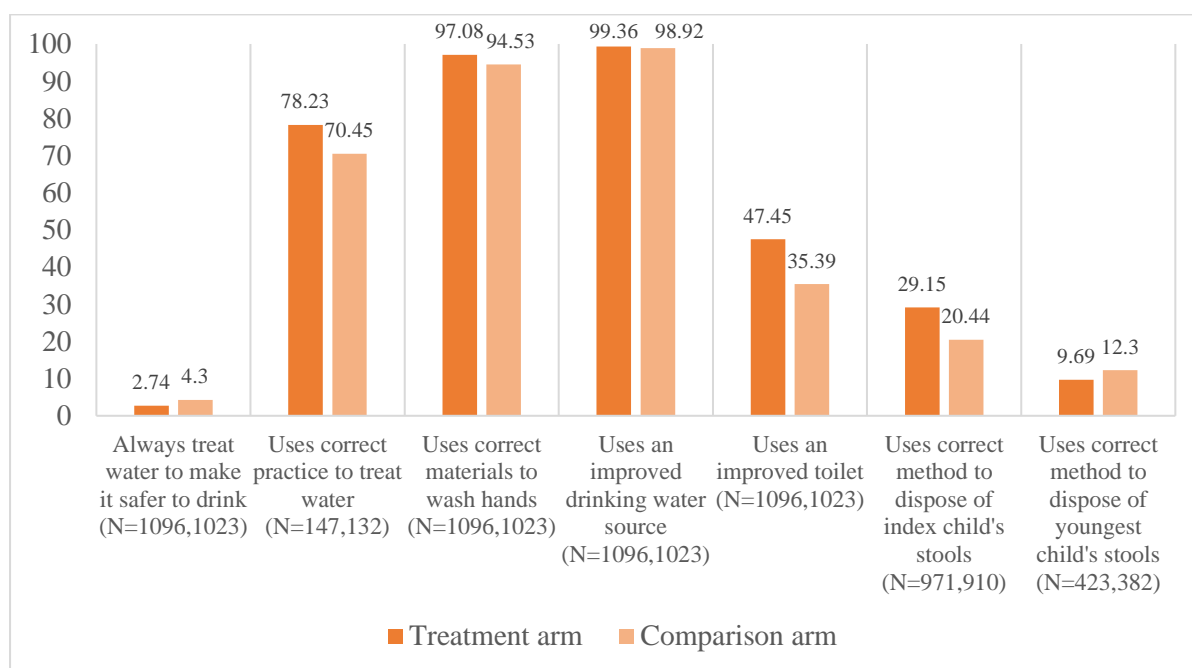 97.08
94.53
99.36
98.92
100
90
80
70
60
50
40
30
20
10
0
78.23
70.45
47.45
35.39
29.15
20.44
9.69
12.3
2.74
4.3
Always treat
water to make
it safer to drink
(N=1096,1023)
Uses correct
practice to treat
water
(N=147,132)
Uses correct
materials to
wash hands
(N=1096,1023)
Uses an
improved
drinking water
source
(N=1096,1023)
Uses an
improved toilet
(N=1096,1023)
Uses correct
method to
dispose of
index child's
stools
(N=971,910)
Uses correct
method to
dispose of
youngest
child's stools
(N=423,382)
Treatment arm
Comparison arm